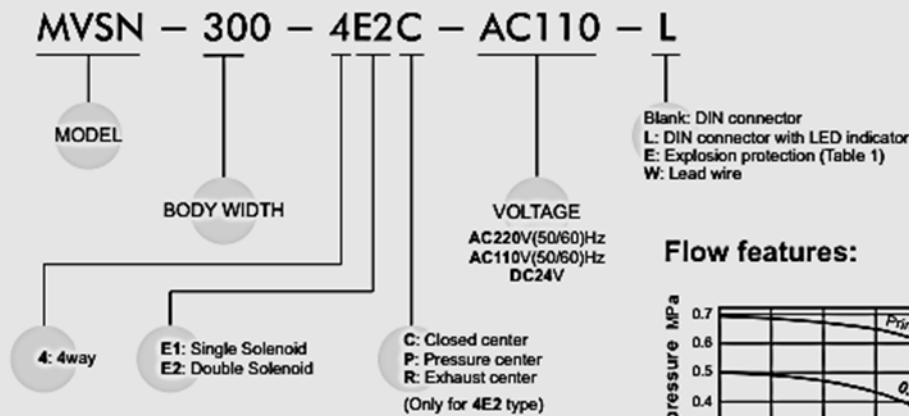 MVSN – 300 – 4E2C – AC110 – L
MODEL
BODY WIDTH
VOLTAGE
AC220V(50/60)Hz
AC110V(50/60)Hz
DC24V
Blank: DIN connector
L: DIN connector with LED indicator
E: Explosion protection (Table 1)
W: Lead wire
4: 4way
E1: Single Solenoid
E2: Double Solenoid
C: Closed center
P: Pressure center
R: Exhaust center
(Only for 4E2 type)
Flow features:
pressure MPa
0.7
0.6
0.5
0.4